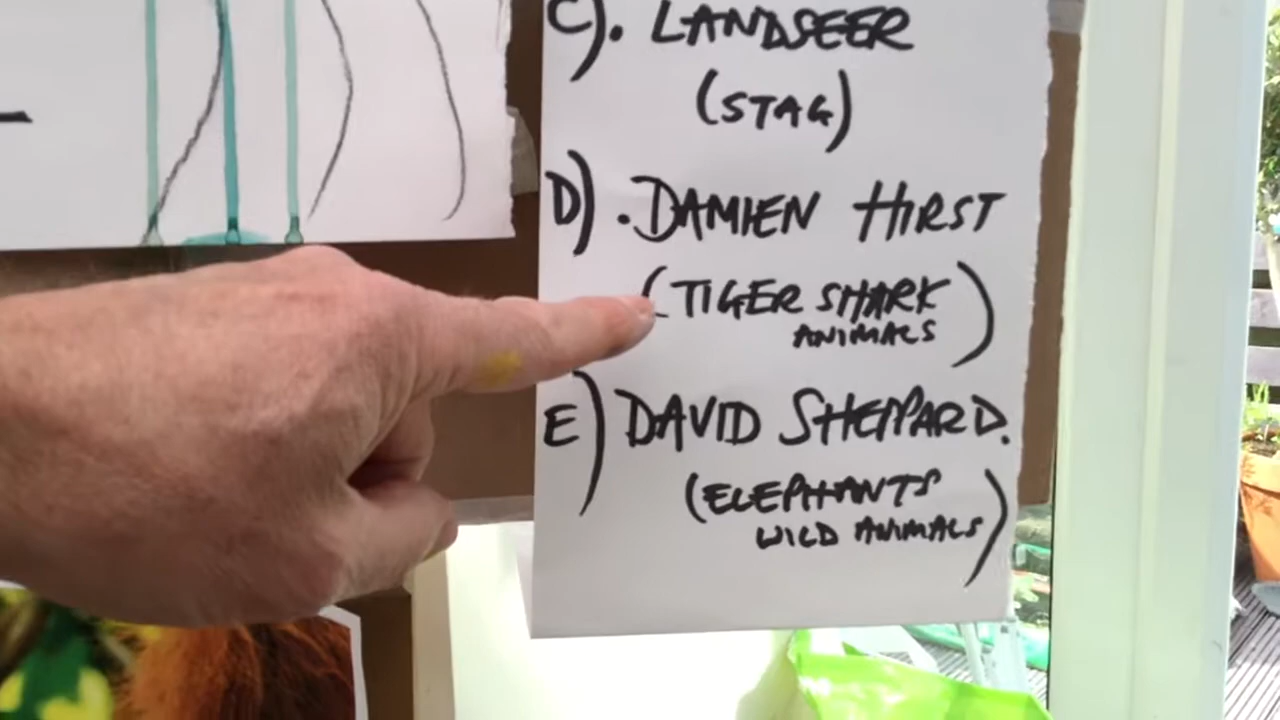 C). LANDSEER
(STAG)
D) . DAMIEN HIRST
(TIGER SHARK
ANIMALS)
E) DAVID SHEPPARD.
(ELEPHANTS
WILD ANIMALS)